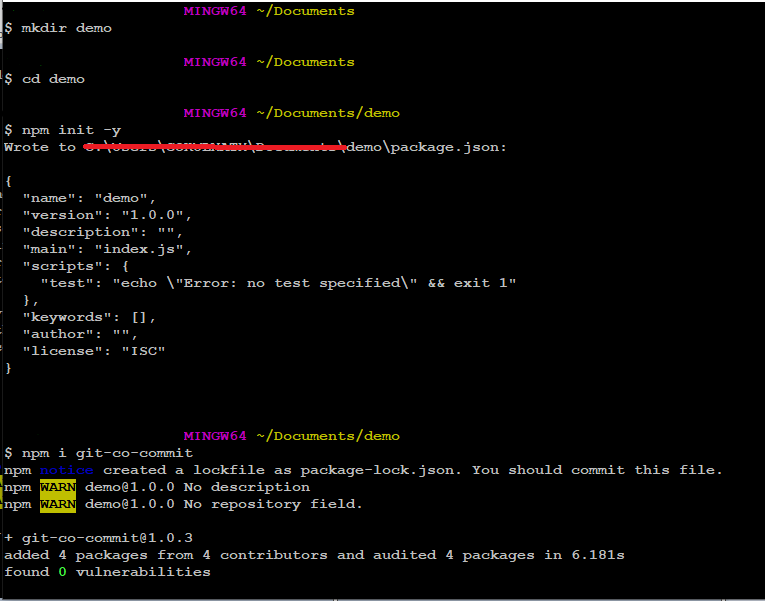 MINGW64 ~/Documents
$ mkdir demo
MINGW64 ~/Documents
$ cd demo
MINGW64 ~/Documents/demo
$ npm init -y
Wrote to demo\package.json:
{
"name": "demo",
"version": "1.0.0",
"description": "",
"main": "index.js",
"scripts": {
"test": "echo \"Error: no test specified\" && exit 1"
},
"keywords": [],
"author": "",
"license": "ISC"
}
MINGW64 ~/Documents/demo
$ npm i git-co-commit
npm notice created a lockfile as package-lock.json. You should commit this file.
npm WARN demo@1.0.0 No description
npm WARN demo@1.0.0 No repository field.
+ git-co-commit@1.0.3
added 4 packages from 4 contributors and audited 4 packages in 6.181s
found 0 vulnerabilities